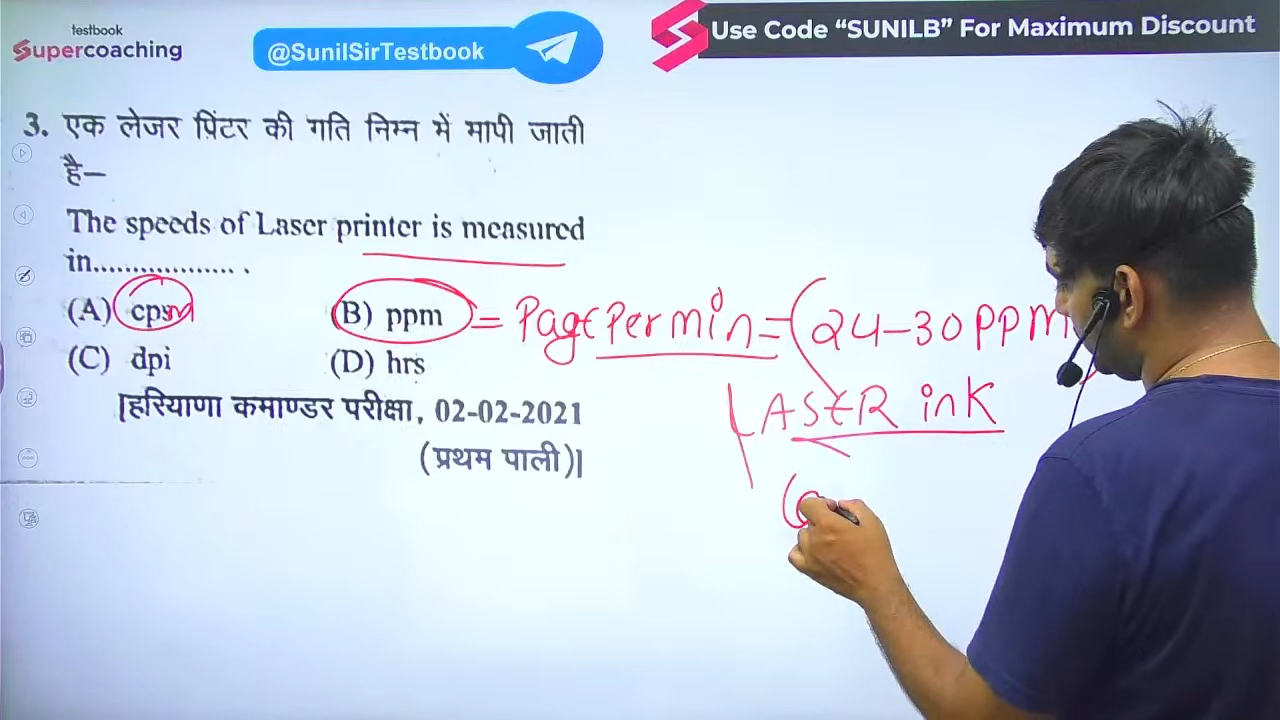 testbook
Supercoaching
@SunilSirTestbook
Use Code “SUNILB” For Maximum Discount
3. एक लेजर प्रिंटर की गति निम्न में मापी जाती
है–
The speeds of Laser printer is measured
in.................. .
(A) cps (B) ppm = Page Per Min = 24-30 PPM
LASER ink
(C) dpi (D) hrs
[हरियाणा कमाण्डर परीक्षा, 02-02-2021
(प्रथम पाली)]